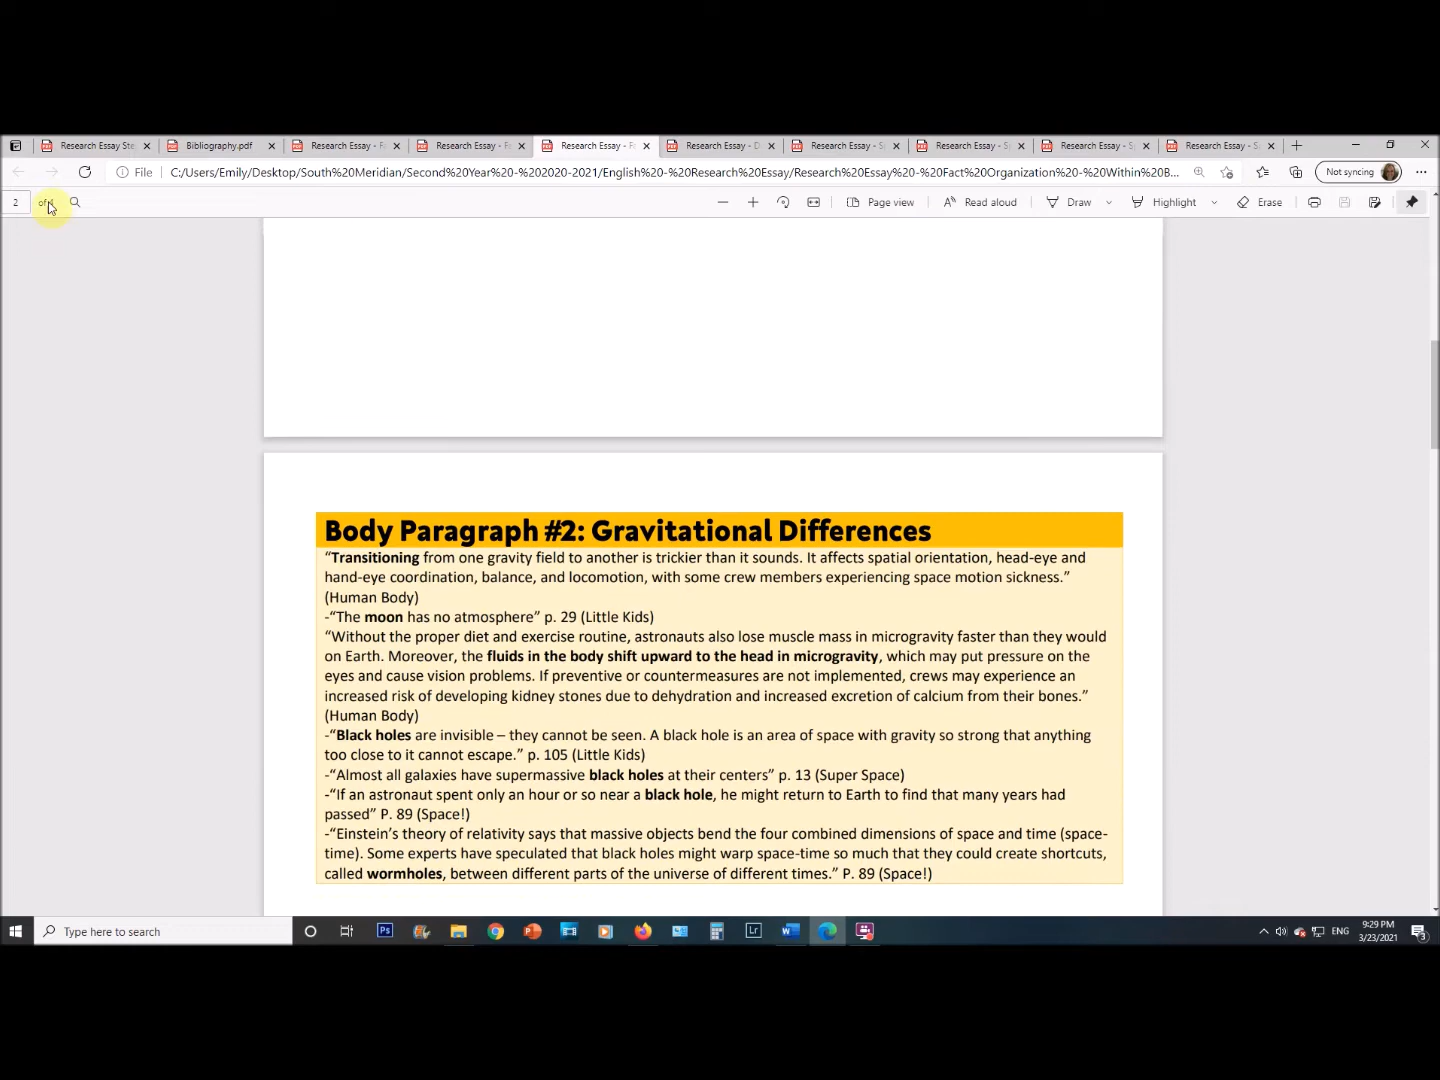 Research Essay Ste
Bibliography.pdf
Research Essay - Fa
Research Essay - Fa
Research Essay - Fa
Research Essay - D
Research Essay - S
Research Essay - S
Research Essay - S
Research Essay - S
File
C:/Users/Emily/Desktop/South%20Meridian/Second%20Year%20-%202020-2021/English%20-%20Research%20Essay/Research%20Essay%20-%20Fact%20Organization%20-%20Within%20B...
Not syncing
2
of
Page view
Read aloud
Draw
Highlight
Erase
Body Paragraph #2: Gravitational Differences
“Transitioning from one gravity field to another is trickier than it sounds. It affects spatial orientation, head-eye and
hand-eye coordination, balance, and locomotion, with some crew members experiencing space motion sickness.”
(Human Body)
-“The moon has no atmosphere” p. 29 (Little Kids)
“Without the proper diet and exercise routine, astronauts also lose muscle mass in microgravity faster than they would
on Earth. Moreover, the fluids in the body shift upward to the head in microgravity, which may put pressure on the
eyes and cause vision problems. If preventive or countermeasures are not implemented, crews may experience an
increased risk of developing kidney stones due to dehydration and increased excretion of calcium from their bones.”
(Human Body)
-“Black holes are invisible – they cannot be seen. A black hole is an area of space with gravity so strong that anything
too close to it cannot escape.” p. 105 (Little Kids)
-“Almost all galaxies have supermassive black holes at their centers” p. 13 (Super Space)
-“If an astronaut spent only an hour or so near a black hole, he might return to Earth to find that many years had
passed” P. 89 (Space!)
-“Einstein’s theory of relativity says that massive objects bend the four combined dimensions of space and time (space-
time). Some experts have speculated that black holes might warp space-time so much that they could create shortcuts,
called wormholes, between different parts of the universe of different times.” P. 89 (Space!)
Type here to search
Ps
Lr
ENG
9:29 PM
3/23/2021
3